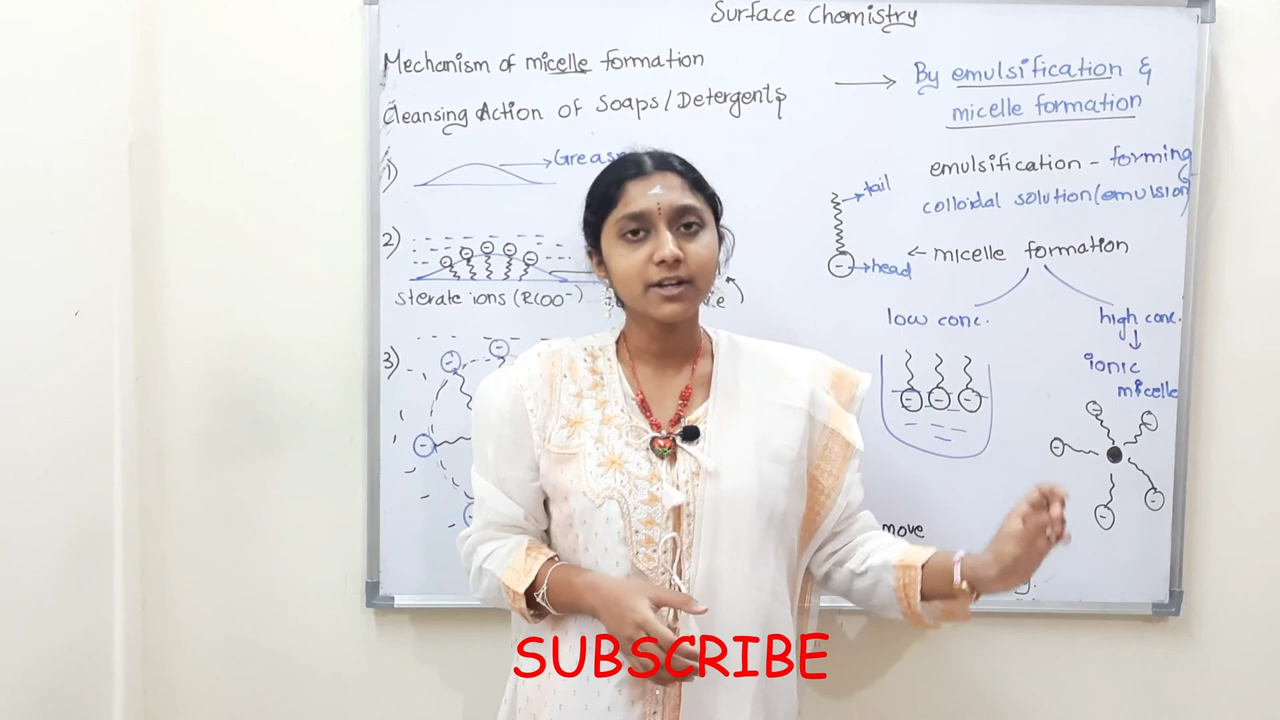 Surface Chemistry
Mechanism of micelle formation
Cleansing Action of Soaps/Detergents
→ By emulsification &
micelle formation
1)
emulsification - forming
colloidal solution(emulsion)
tail
head
← micelle formation
2)
sterate ions (RCOO⁻)
low conc.
high conc.
ionic
micelle
3)
move
SUBSCRIBE